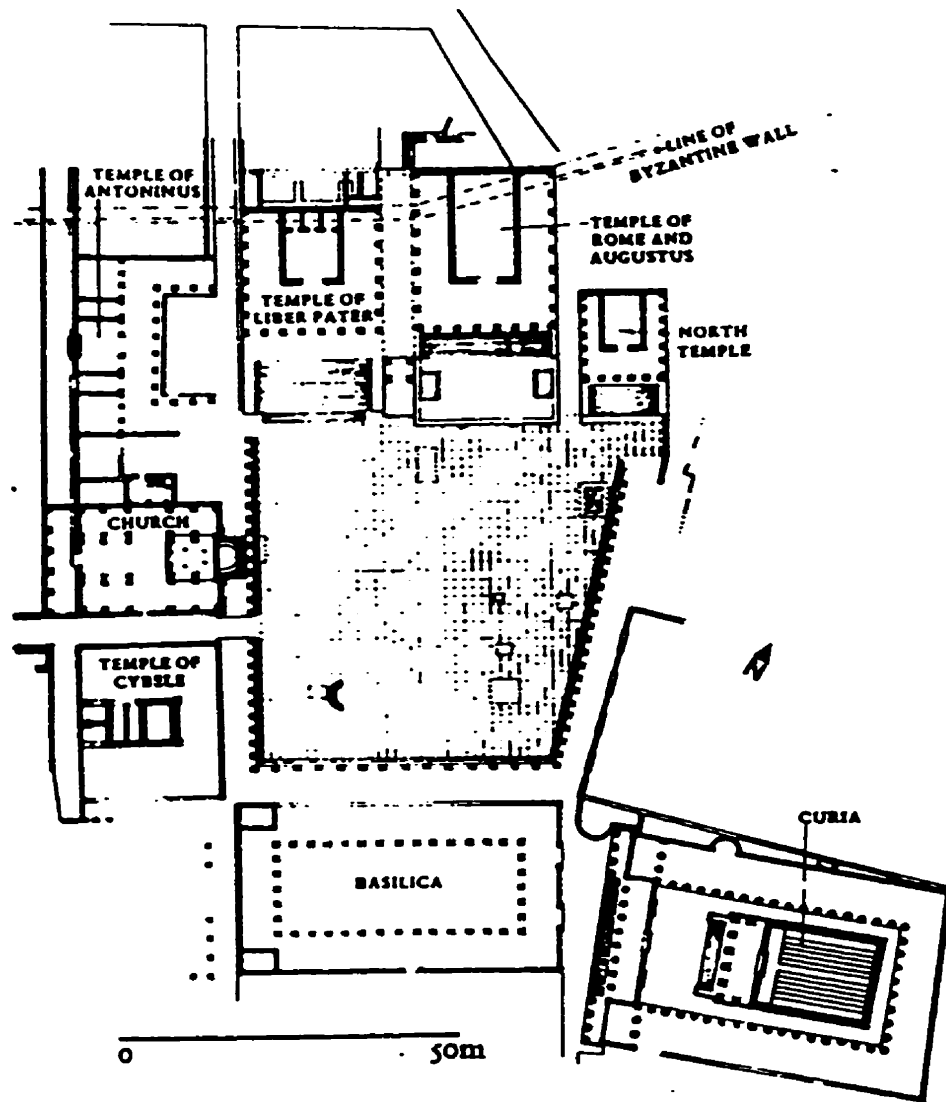 LINE OF
BYZANTINE WALL
TEMPLE OF
ANTONINUS
TEMPLE OF
ROME AND
AUGUSTUS
TEMPLE OF
LIBER PATER
NORTH
TEMPLE
CHURCH
TEMPLE OF
CYBELE
CURIA
BASILICA
0 50m
N